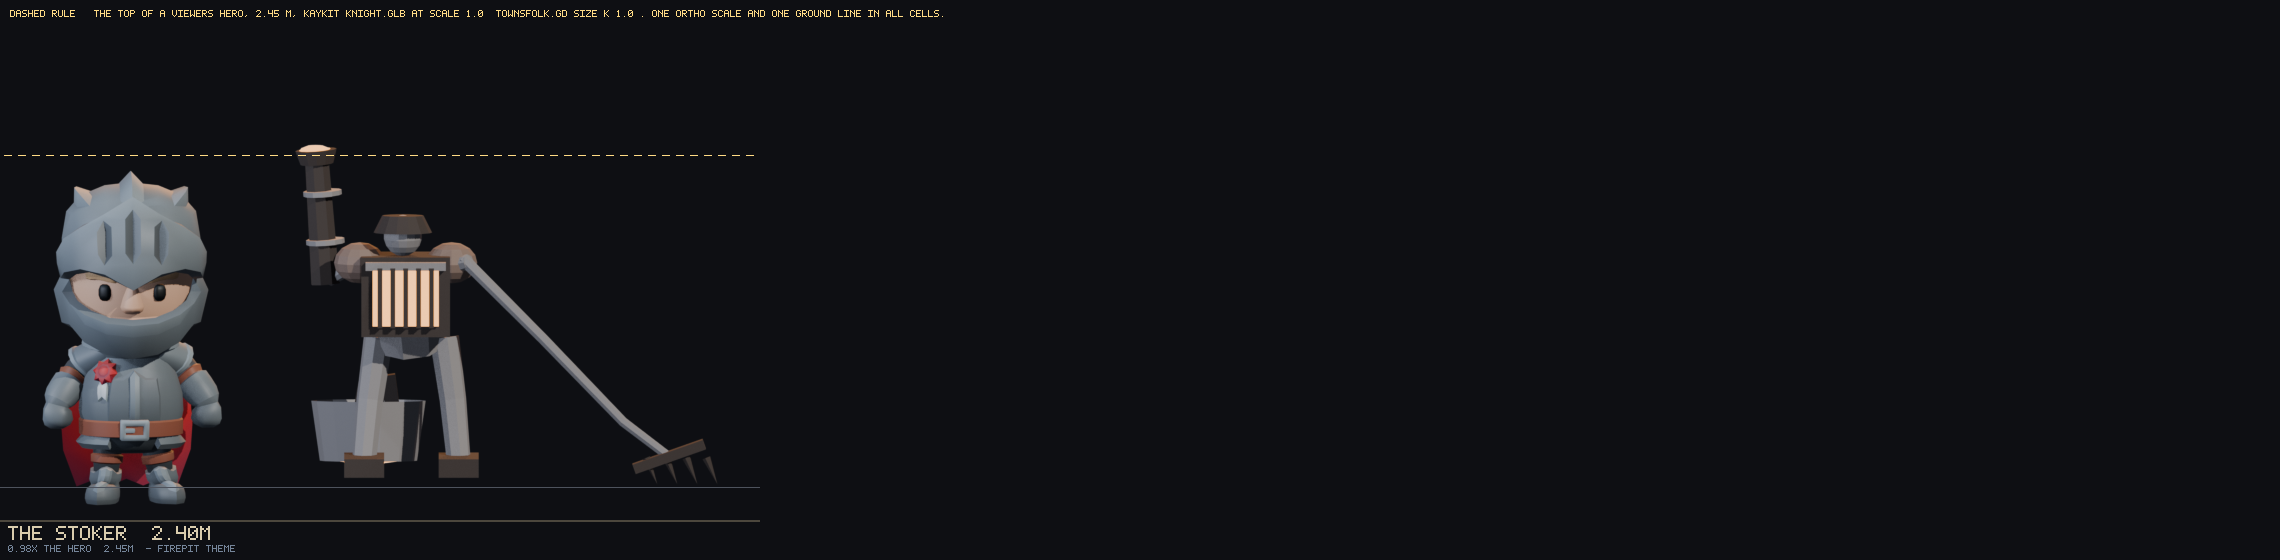 DASHED RULE   THE TOP OF A VIEWERS HERO, 2.45 M, KAYKIT KNIGHT.GLB AT SCALE 1.0  TOWNSFOLK.GD SIZE K 1.0 . ONE ORTHO SCALE AND ONE GROUND LINE IN ALL CELLS.
THE STOKER  2.40M
0.98X THE HERO  2.45M  - FIREPIT THEME